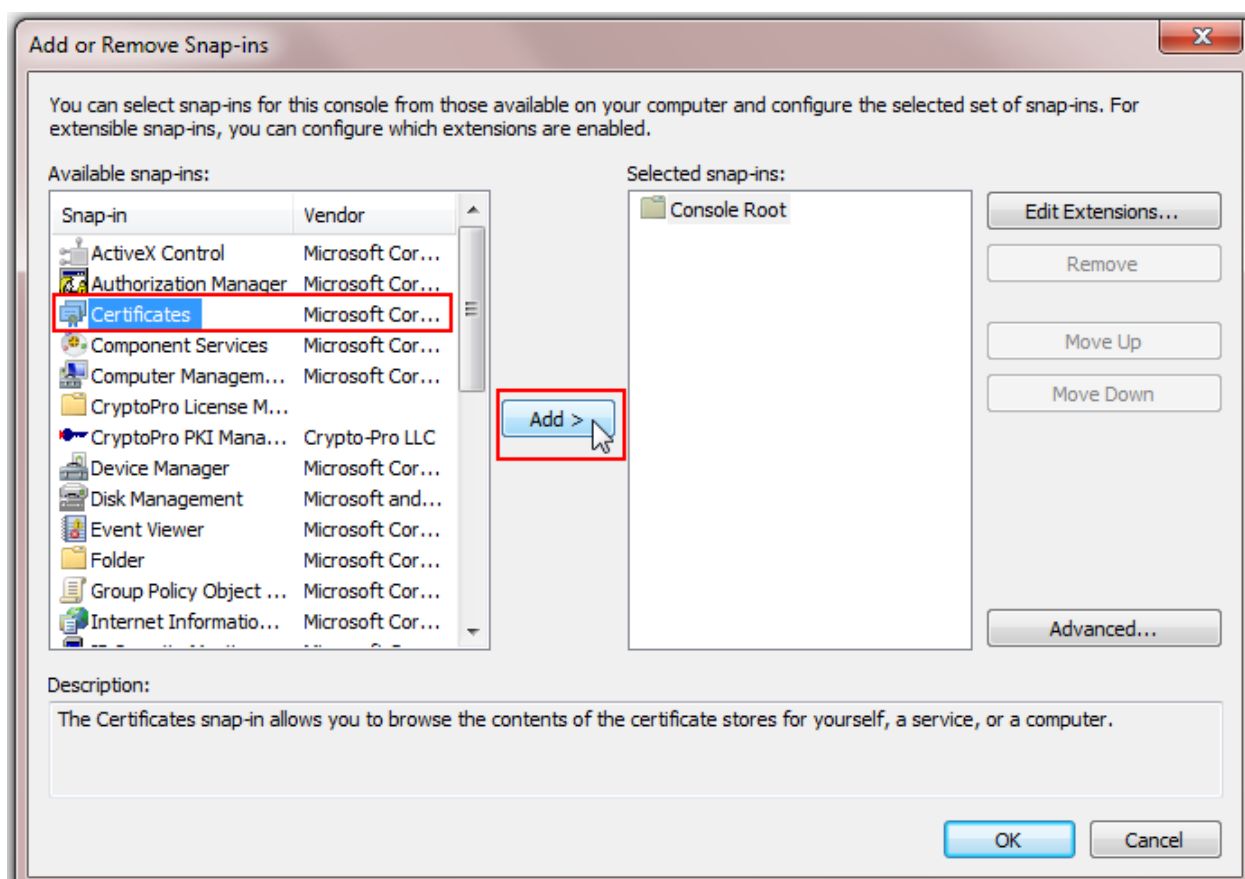 Add or Remove Snap-ins
You can select snap-ins for this console from those available on your computer and configure the selected set of snap-ins. For
extensible snap-ins, you can configure which extensions are enabled.
Available snap-ins:
Snap-in Vendor
ActiveX Control Microsoft Cor...
Authorization Manager Microsoft Cor...
Certificates Microsoft Cor...
Component Services Microsoft Cor...
Computer Managem... Microsoft Cor...
CryptoPro License M...
CryptoPro PKI Mana... Crypto-Pro LLC
Device Manager Microsoft Cor...
Disk Management Microsoft and...
Event Viewer Microsoft Cor...
Folder Microsoft Cor...
Group Policy Object ... Microsoft Cor...
Internet Informatio... Microsoft Cor...
Add >
Selected snap-ins:
Console Root
Edit Extensions...
Remove
Move Up
Move Down
Advanced...
Description:
The Certificates snap-in allows you to browse the contents of the certificate stores for yourself, a service, or a computer.
OK Cancel